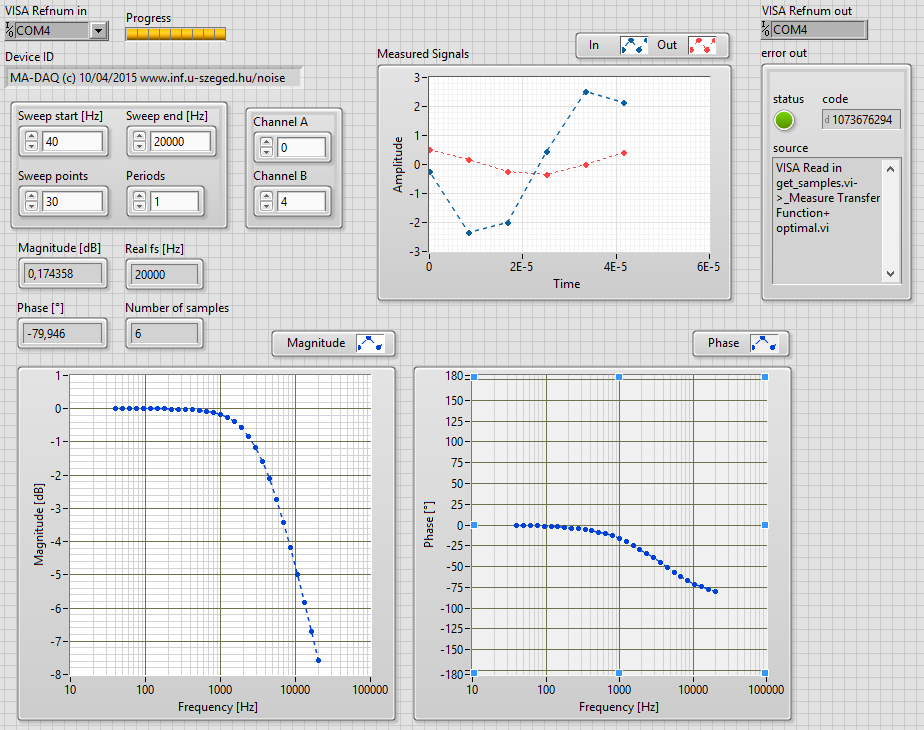 VISA Refnum in
COM4
Progress
Device ID
MA-DAQ (c) 10/04/2015 www.inf.u-szeged.hu/noise
Sweep start [Hz]
40
Sweep end [Hz]
20000
Sweep points
30
Periods
1
Channel A
0
Channel B
4
Magnitude [dB]
0,174358
Real fs [Hz]
20000
Phase [°]
-79,946
Number of samples
6
Measured Signals
In
Out
3
2
1
0
-1
-2
-3
Amplitude
0
2E-5
4E-5
6E-5
Time
VISA Refnum out
COM4
error out
status
code
d 1073676294
source
VISA Read in
get_samples.vi-
>_Measure Transfer
Function+
optimal.vi
Magnitude
1
0
-1
-2
-3
-4
-5
-6
-7
-8
Magnitude [dB]
10
100
1000
10000
100000
Frequency [Hz]
Phase
180
150
125
100
75
50
25
0
-25
-50
-75
-100
-125
-150
-180
Phase [°]
10
100
1000
10000
100000
Frequency [Hz]